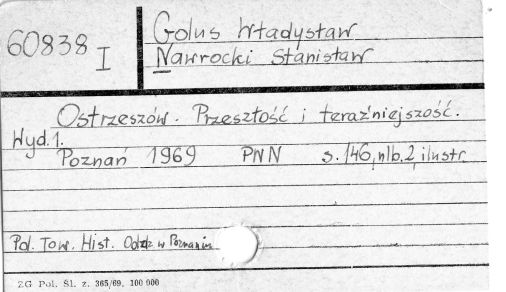 60838 I
Golus Władysław
Nawrocki Stanisław
Ostrzeszów. Przeszłość i teraźniejszość.
Wyd.1.
Poznań 1969 PWN s.146, nlb.2, ilustr.
Pol. Tow. Hist. Oddz. w Poznaniu
ZG Pol. Śl. z. 365/69. 100 000